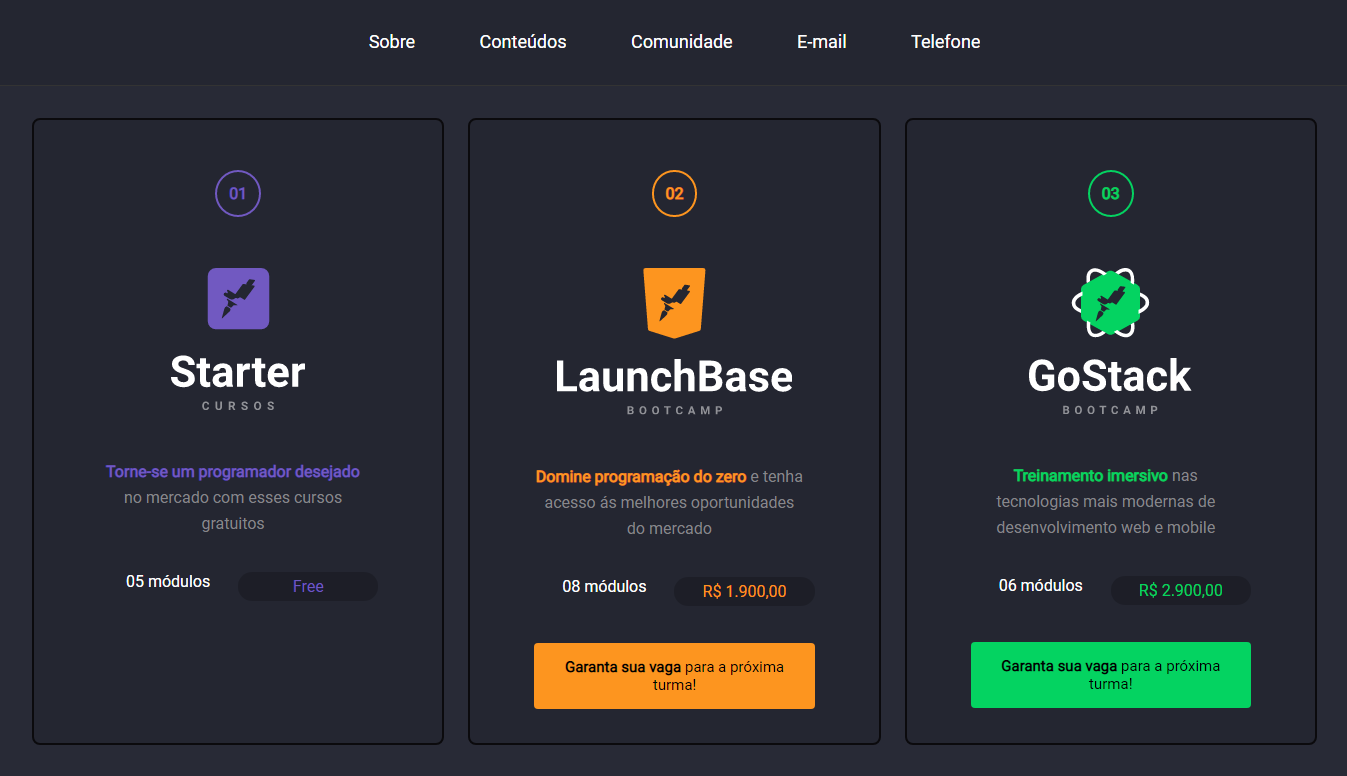 Sobre Conteúdos Comunidade E-mail Telefone
01
Starter
CURSOS
Torne-se um programador desejado
no mercado com esses cursos
gratuitos
05 módulos Free
02
LaunchBase
BOOTCAMP
Domine programação do zero e tenha
acesso ás melhores oportunidades
do mercado
08 módulos R$ 1.900,00
Garanta sua vaga para a próxima
turma!
03
GoStack
BOOTCAMP
Treinamento imersivo nas
tecnologias mais modernas de
desenvolvimento web e mobile
06 módulos R$ 2.900,00
Garanta sua vaga para a próxima
turma!